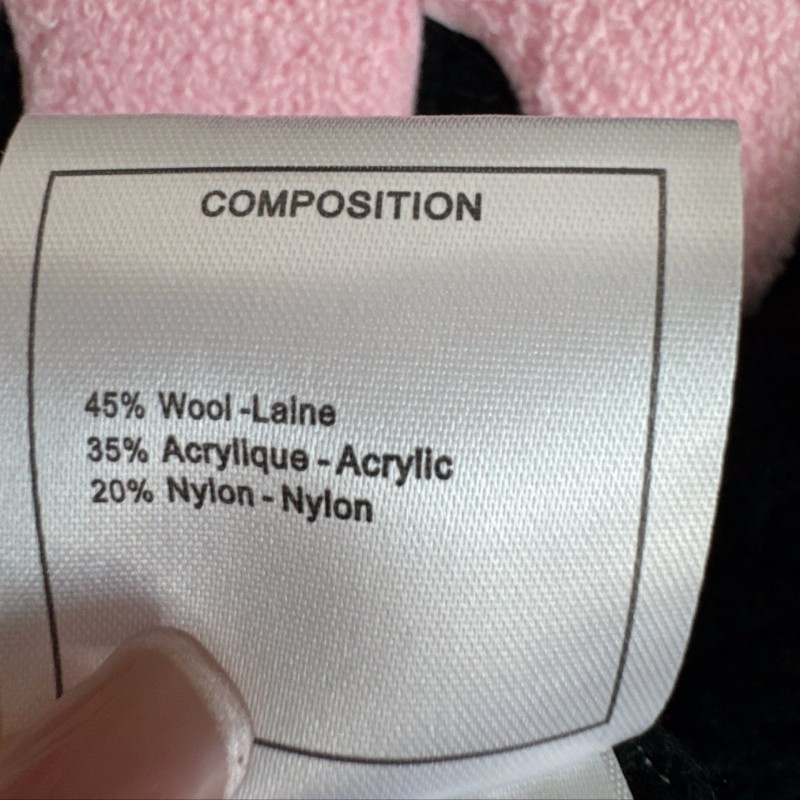 COMPOSITION
45% Wool -Laine
35% Acrylique - Acrylic
20% Nylon - Nylon